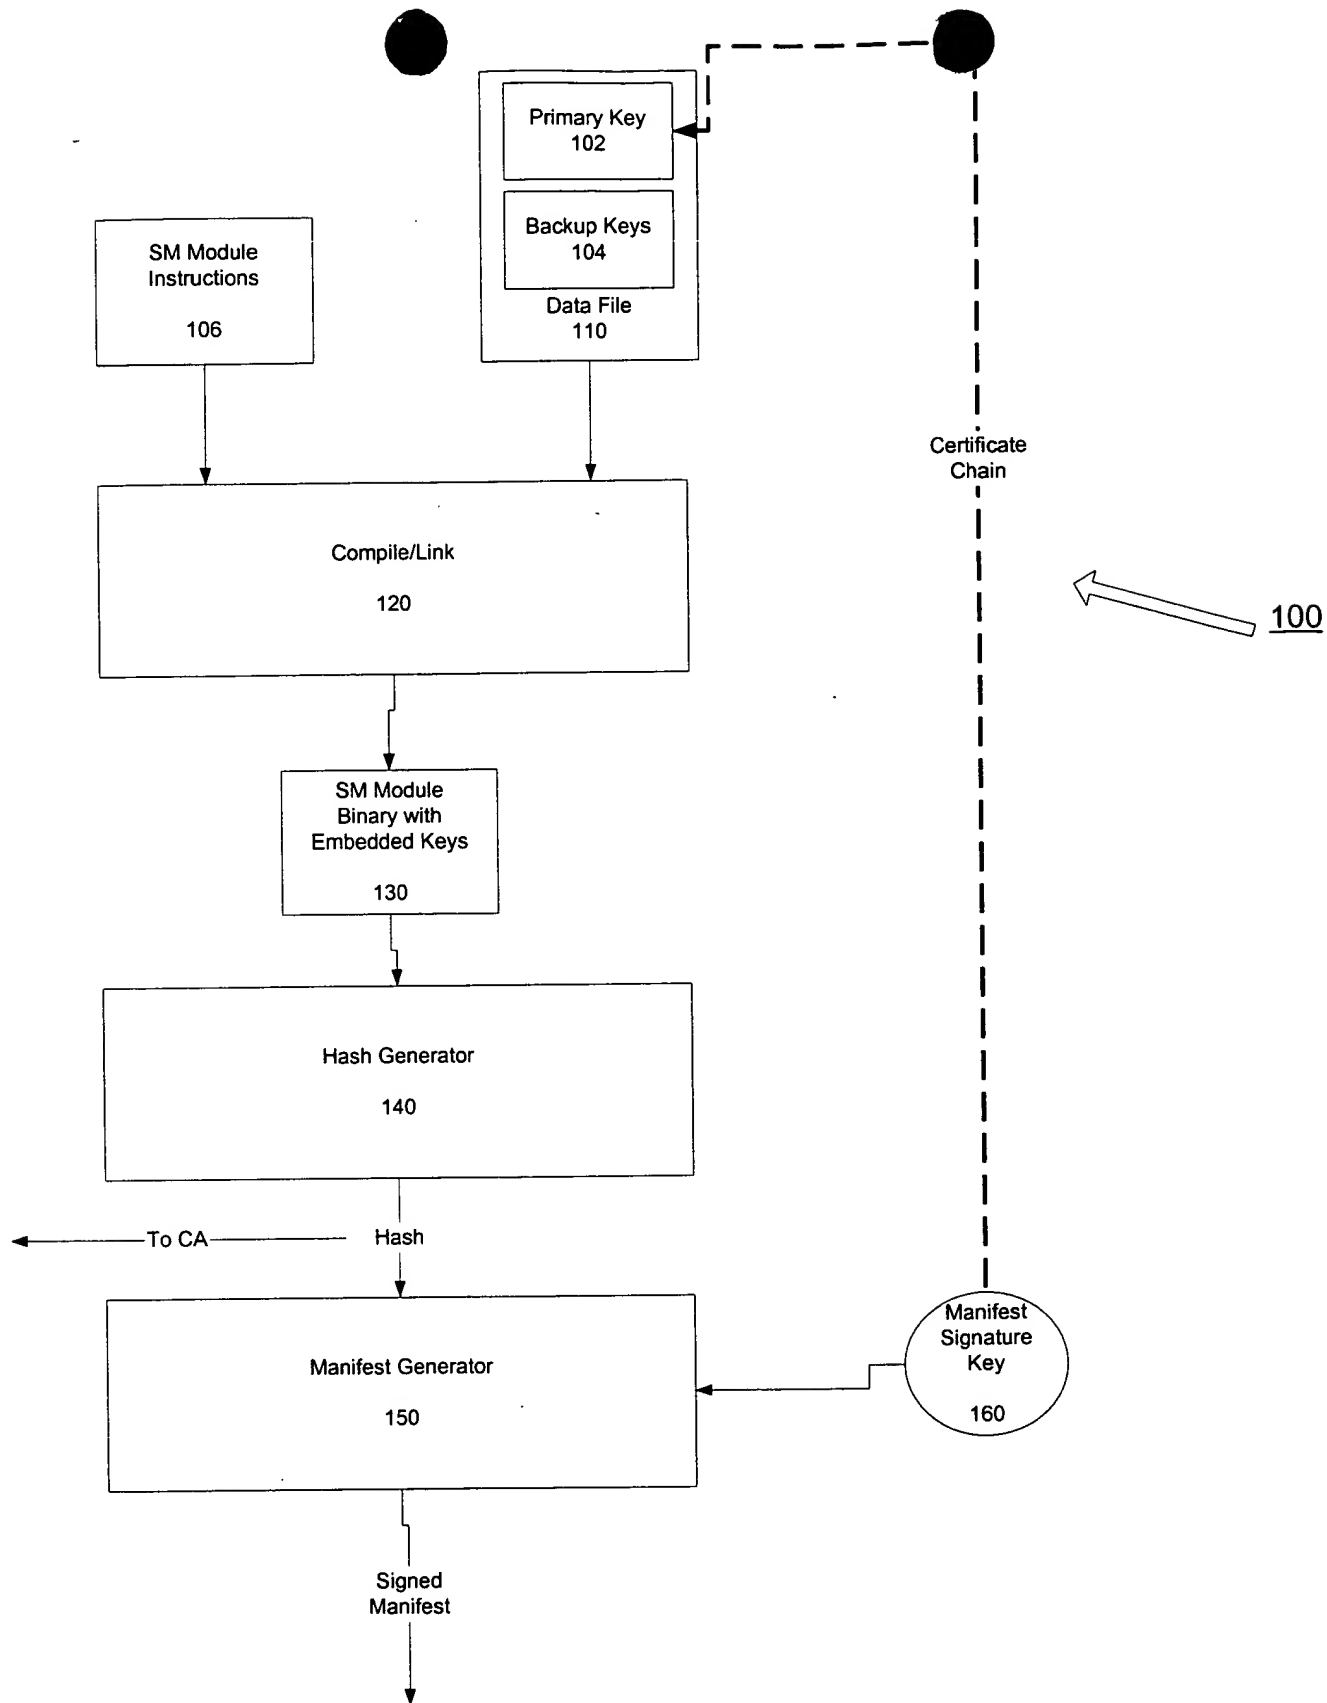 Primary Key
102
Backup Keys
104
Data File
110
SM Module
Instructions
106
Certificate
Chain
Compile/Link
120
100
SM Module
Binary with
Embedded Keys
130
Hash Generator
140
To CA
Hash
Manifest Generator
150
Manifest
Signature
Key
160
Signed
Manifest